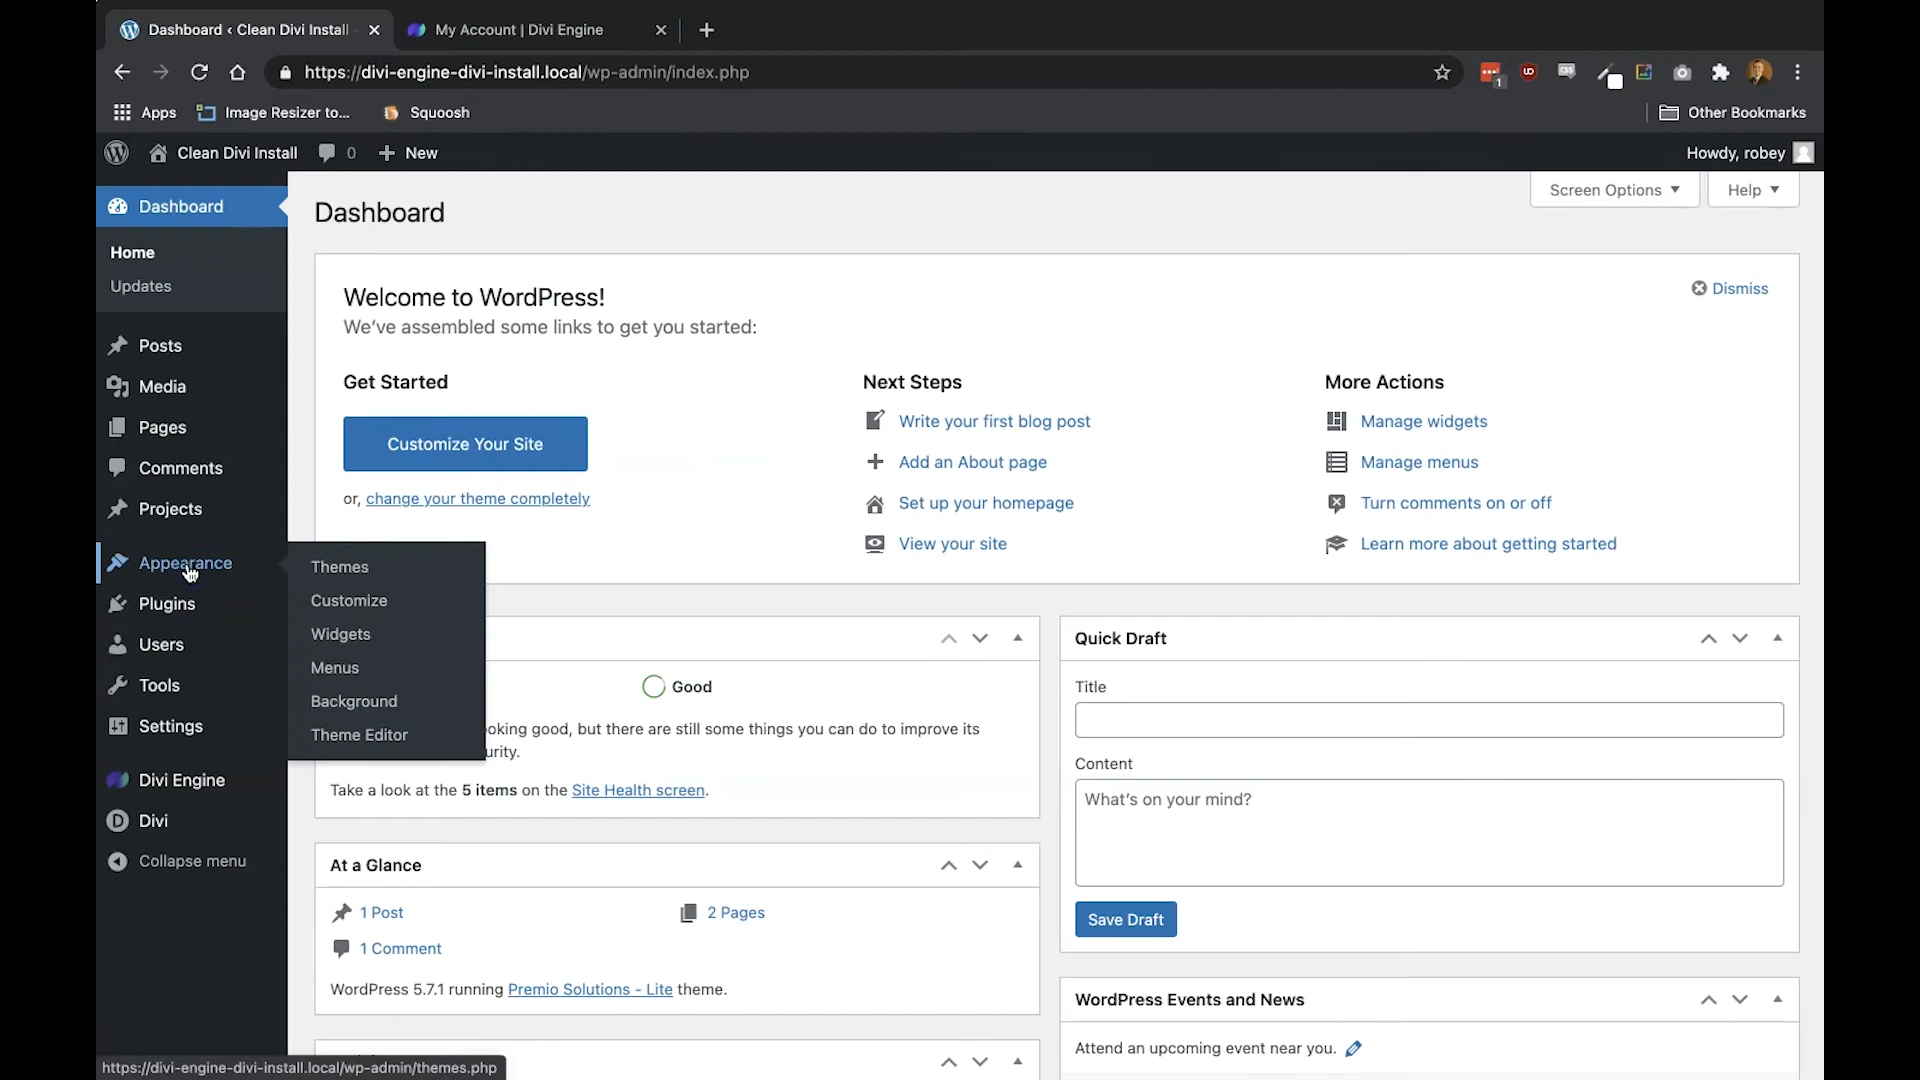 Dashboard ‹ Clean Divi Install
My Account | Divi Engine
https://divi-engine-divi-install.local/wp-admin/index.php
1
Apps
Image Resizer to...
Squoosh
Other Bookmarks
Clean Divi Install
0
New
Howdy, robey
Screen Options
Help
Dashboard
Home
Updates
Posts
Media
Pages
Comments
Projects
Appearance
Plugins
Users
Tools
Settings
Divi Engine
Divi
Collapse menu
Themes
Customize
Widgets
Menus
Background
Theme Editor
Dashboard
Welcome to WordPress!
Dismiss
We've assembled some links to get you started:
Get Started
Customize Your Site
or, change your theme completely
Next Steps
Write your first blog post
Add an About page
Set up your homepage
View your site
More Actions
Manage widgets
Manage menus
Turn comments on or off
Learn more about getting started
Good
oking good, but there are still some things you can do to improve its
urity.
Take a look at the 5 items on the Site Health screen.
At a Glance
1 Post
2 Pages
1 Comment
WordPress 5.7.1 running Premio Solutions - Lite theme.
Quick Draft
Title
Content
What's on your mind?
Save Draft
WordPress Events and News
Attend an upcoming event near you.
https://divi-engine-divi-install.local/wp-admin/themes.php